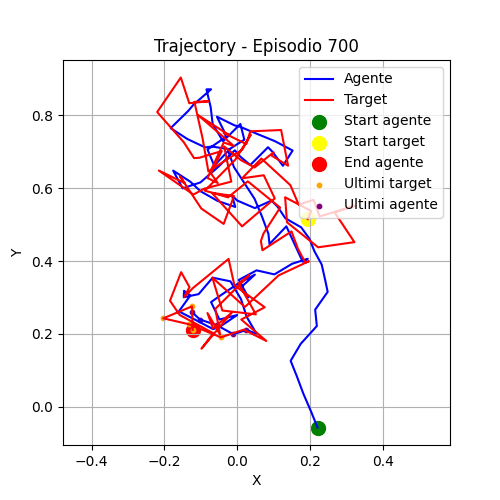 Trajectory - Episodio 700
Agente
Target
Start agente
Start target
End agente
Ultimi target
Ultimi agente
0.8
0.6
0.4
0.2
0.0
Y
−0.4
−0.2
0.0
0.2
0.4
X